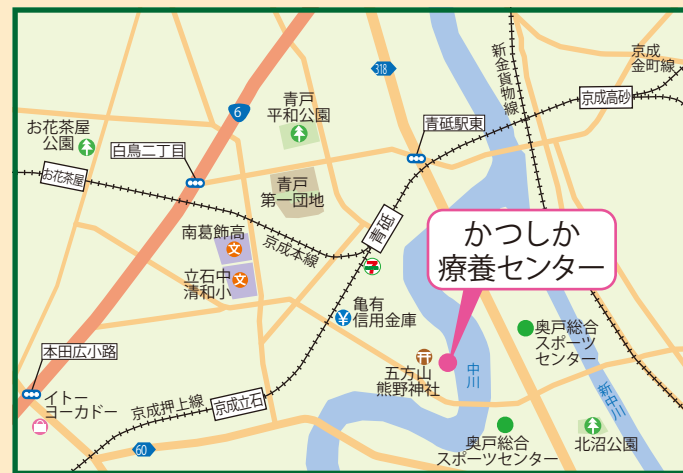 318
新金貨物線
京成
金町線
京成高砂
6
青戸
平和公園
青砥駅東
お花茶屋
公園
白鳥二丁目
お花茶屋
青戸
第一団地
青砥
南葛飾高
文
京成本線
かつしか
療養センター
立石中
清和小
文
7
亀有
信用金庫
¥
奥戸総合
スポーツ
センター
本田広小路
五方山
熊野神社
中川
新中川
イトー
ヨーカドー
京成押上線
京成立石
60
奥戸総合
スポーツセンター
北沼公園